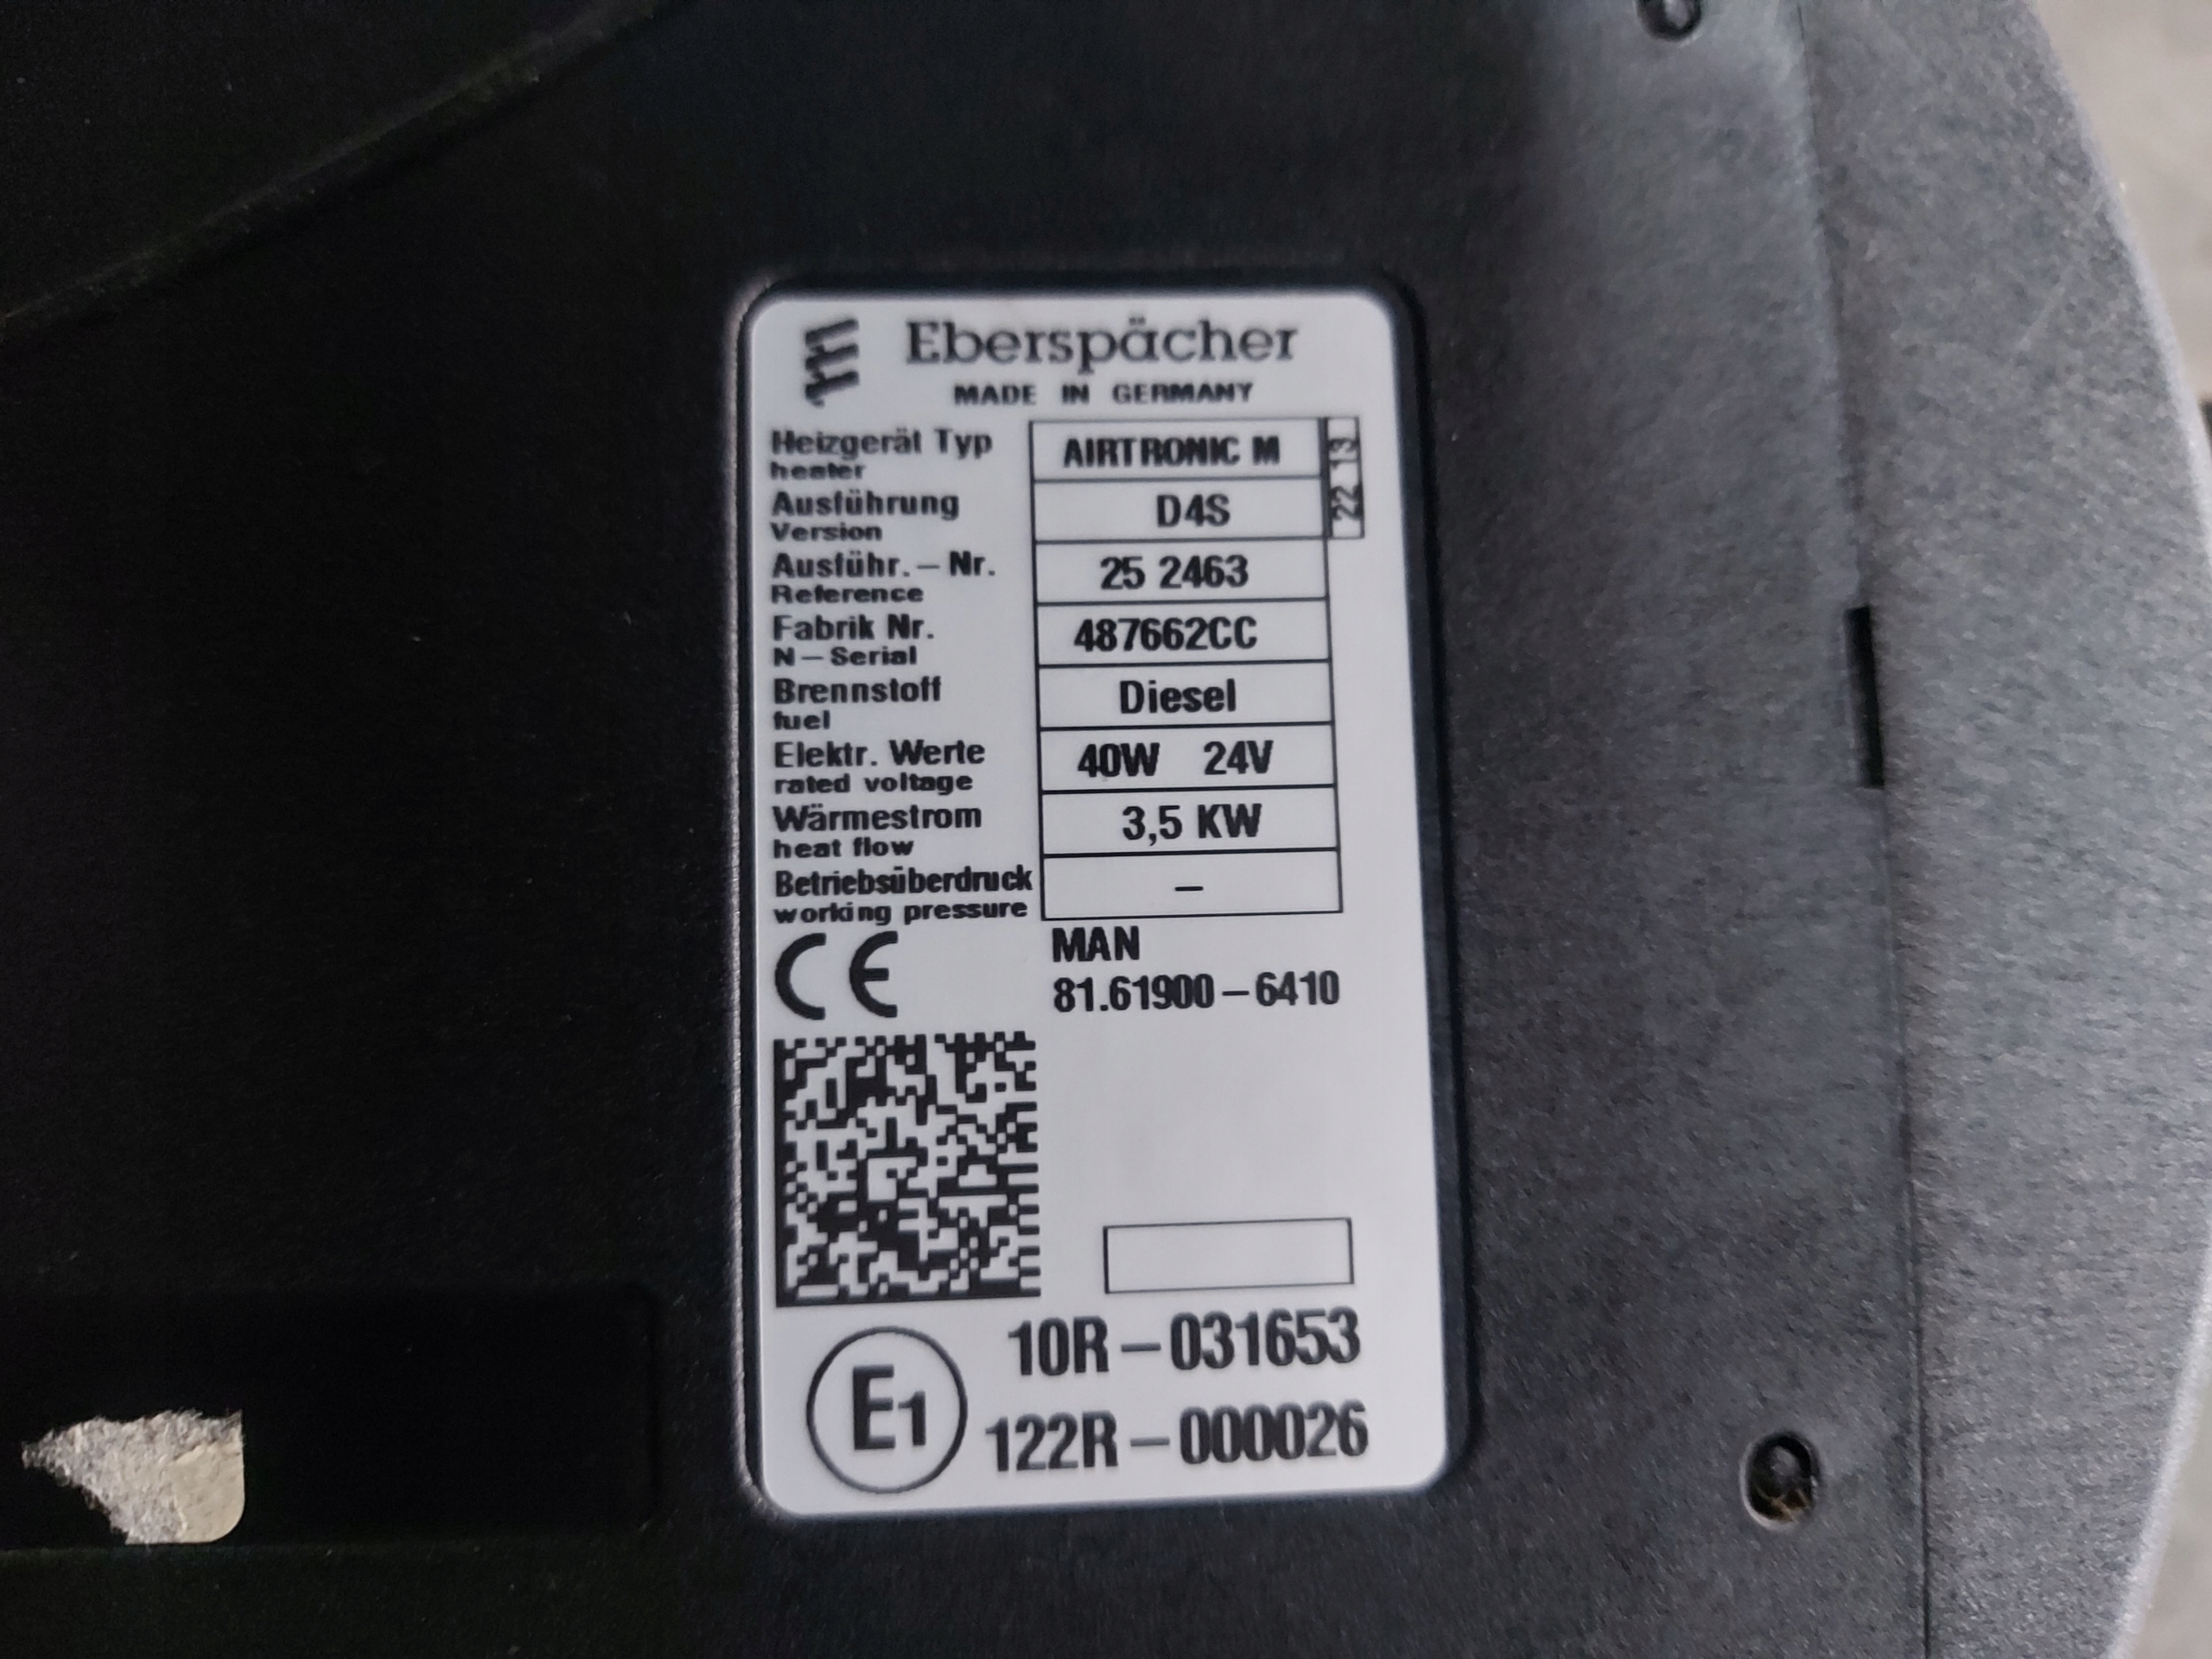 Eberspächer
MADE IN GERMANY
Heizgerät Typ AIRTRONIC M 22 13
heater
Ausführung D4S
Version
Ausführ.-Nr. 25 2463
Reference
Fabrik Nr. 487662CC
N-Serial
Brennstoff Diesel
fuel
Elektr. Werte 40W 24V
rated voltage
Wärmestrom 3,5 KW
heat flow
Betriebsüberdruck –
working pressure
CE MAN
81.61900-6410
10R-031653
E1
122R-000026